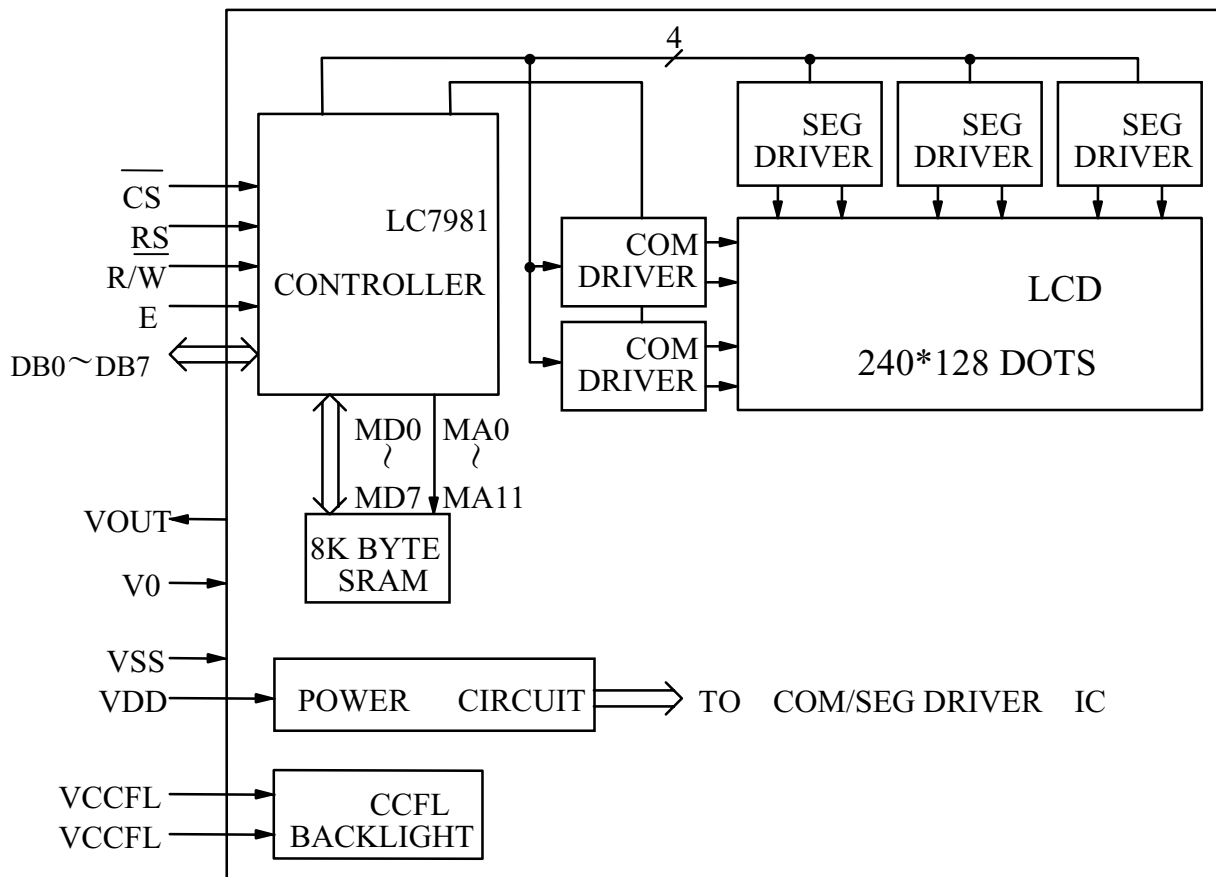 4
SEG
DRIVER
SEG
DRIVER
SEG
DRIVER
CS
RS
R/W
E
DB0～DB7
LC7981
CONTROLLER
COM
DRIVER
COM
DRIVER
LCD
240*128 DOTS
MD0
～
MD7
MA0
～
MA11
8K BYTE
SRAM
VOUT
V0
VSS
VDD
POWER CIRCUIT
TO COM/SEG DRIVER IC
VCCFL
VCCFL
CCFL
BACKLIGHT